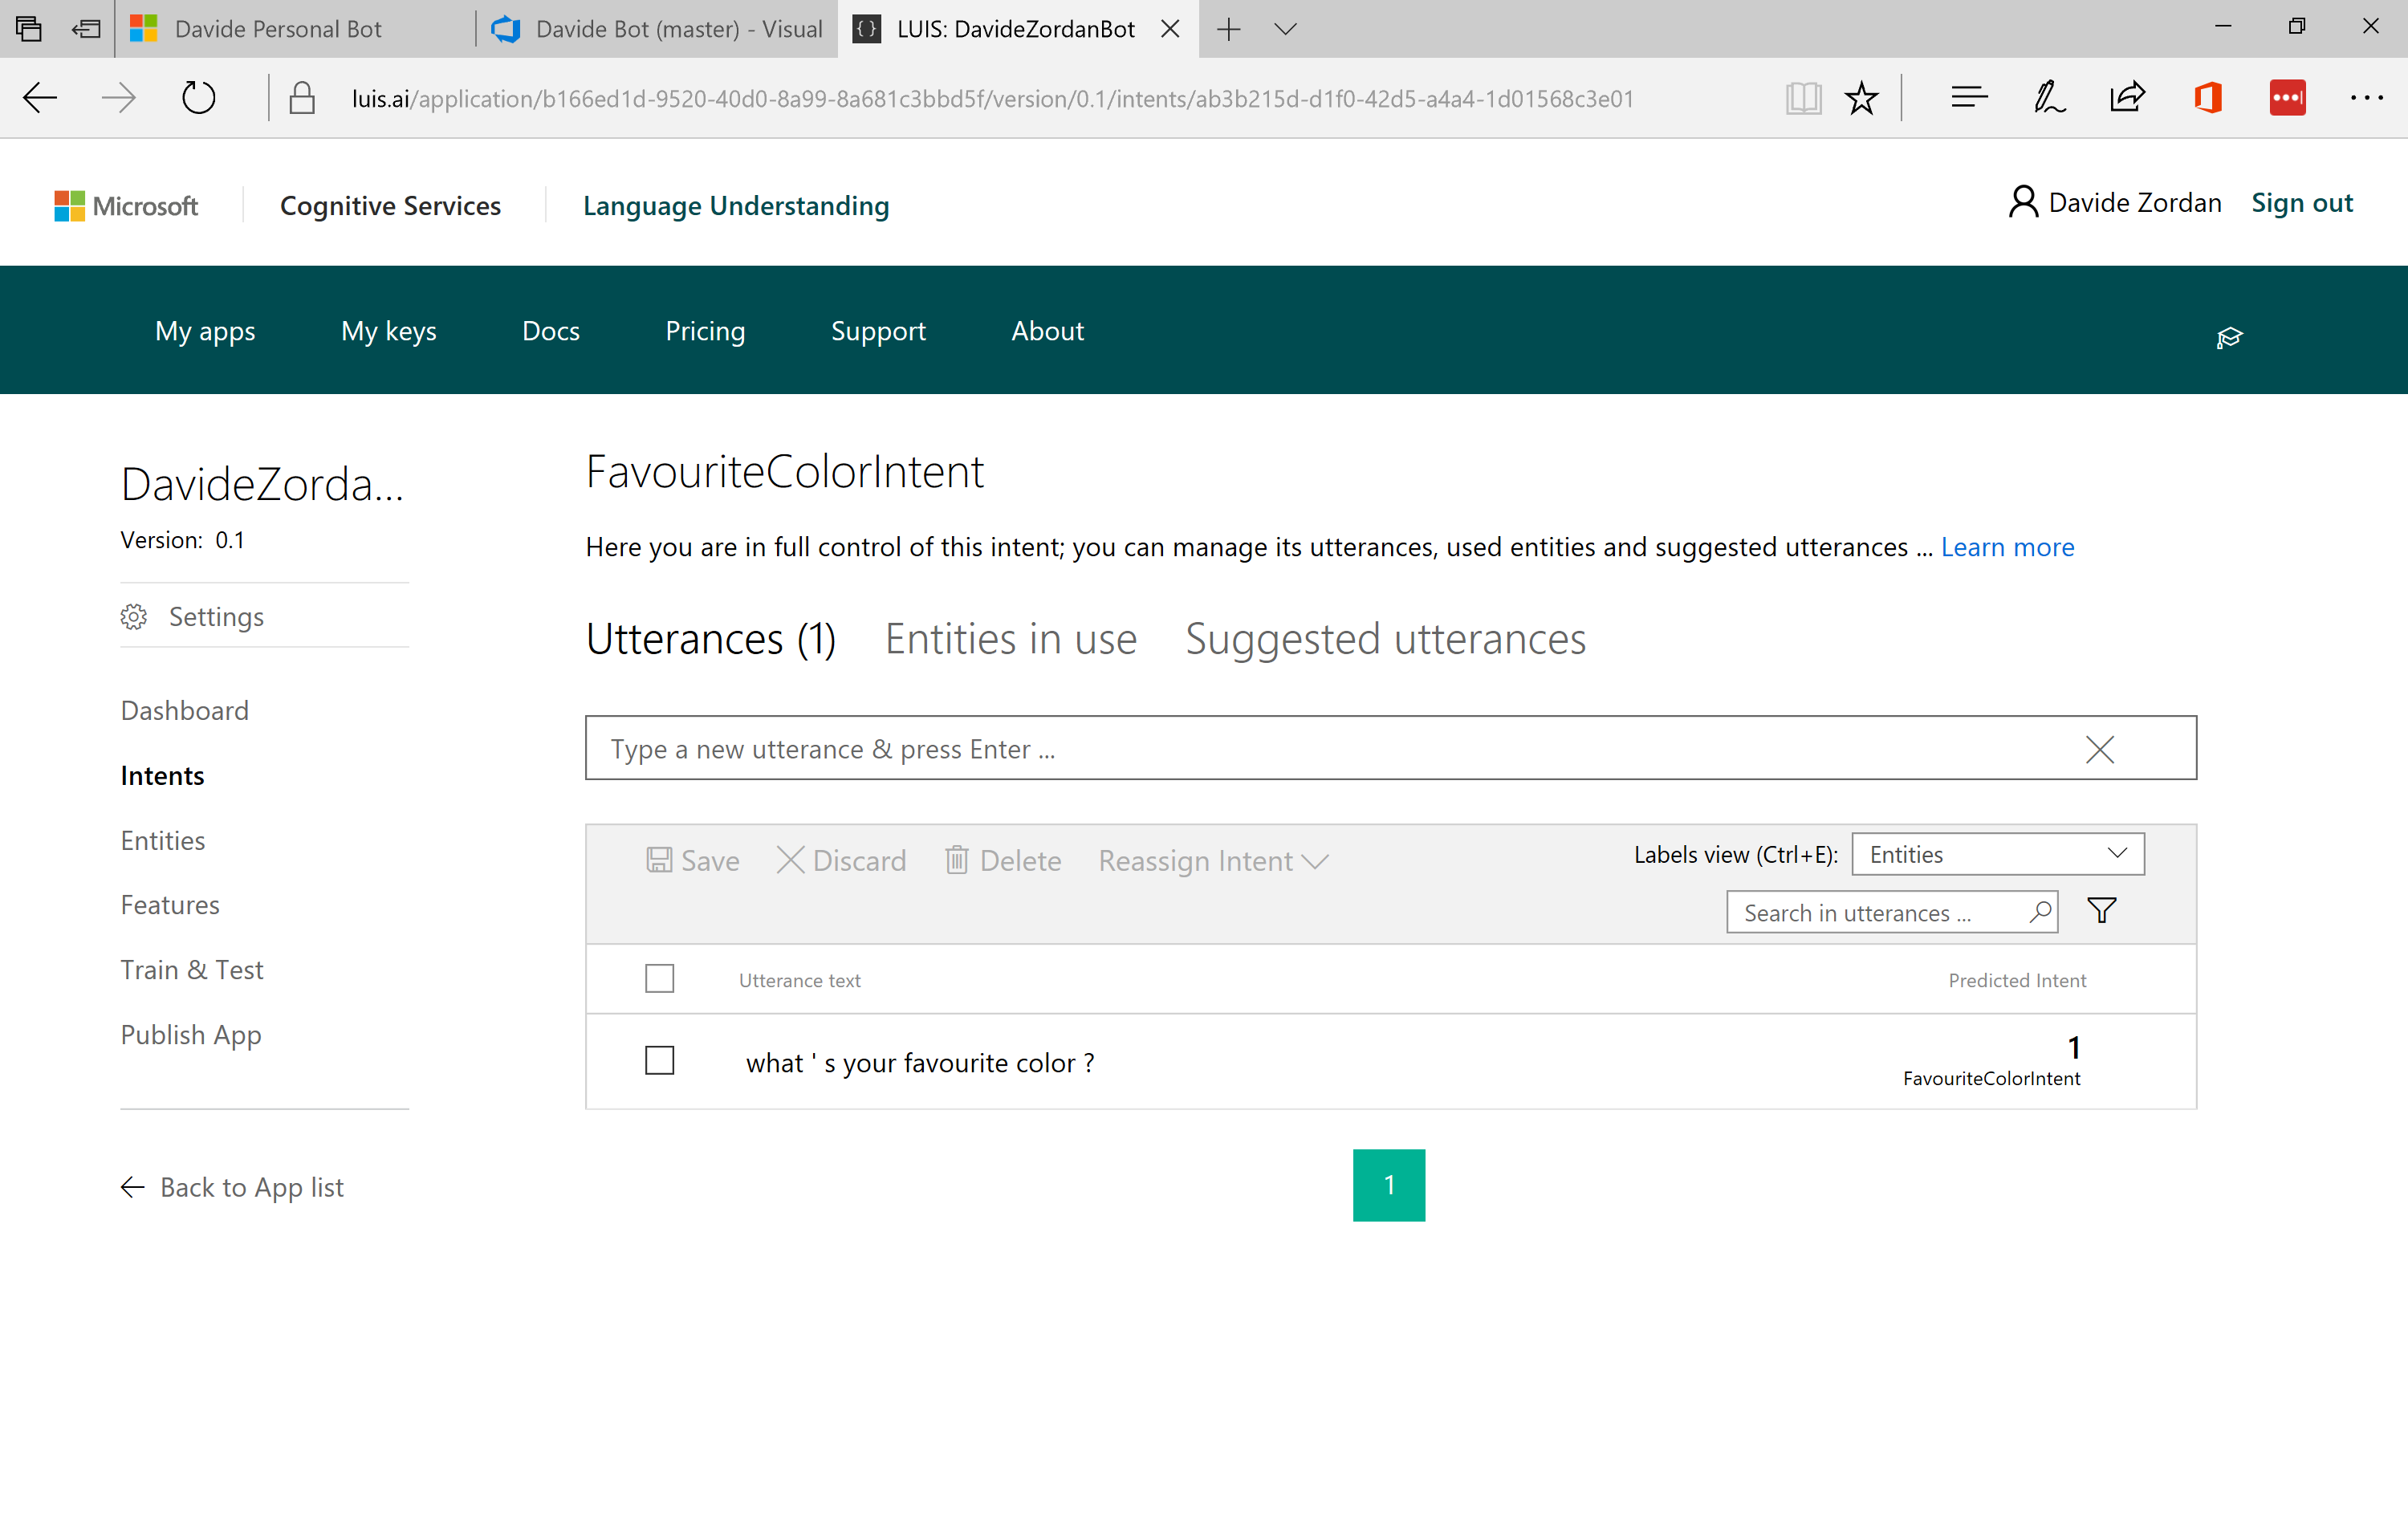 Davide Personal Bot
Davide Bot (master) - Visual
LUIS: DavideZordanBot
luis.ai/application/b166ed1d-9520-40d0-8a99-8a681c3bbd5f/version/0.1/intents/ab3b215d-d1f0-42d5-a4a4-1d01568c3e01
Microsoft
Cognitive Services
Language Understanding
Davide Zordan
Sign out
My apps
My keys
Docs
Pricing
Support
About
DavideZorda...
Version: 0.1
Settings
Dashboard
Intents
Entities
Features
Train & Test
Publish App
Back to App list
FavouriteColorIntent
Here you are in full control of this intent; you can manage its utterances, used entities and suggested utterances ... Learn more
Utterances (1)
Entities in use
Suggested utterances
Type a new utterance & press Enter ...
Save
Discard
Delete
Reassign Intent
Labels view (Ctrl+E):
Entities
Search in utterances ...
Utterance text
Predicted Intent
what ' s your favourite color ?
1
FavouriteColorIntent
1